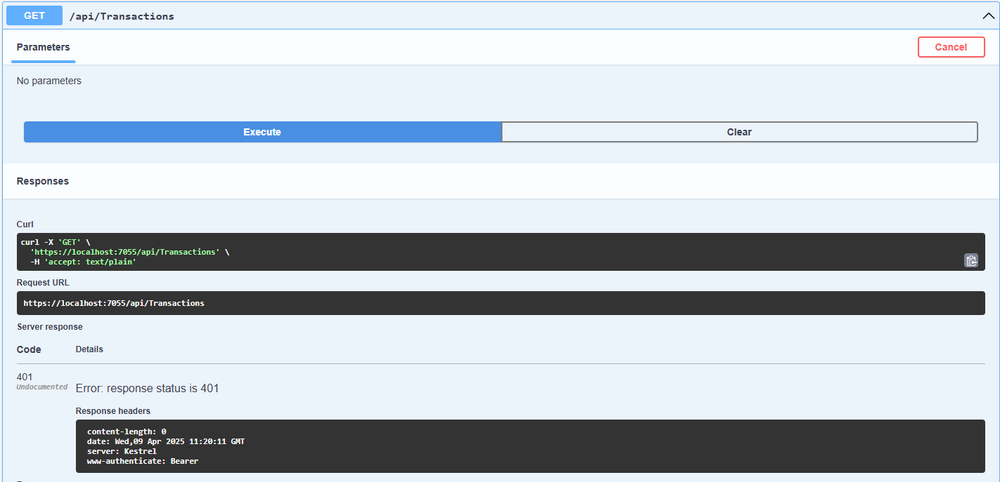 GET /api/Transactions
Parameters
Cancel
No parameters
Execute
Clear
Responses
Curl
curl -X 'GET' \
'https://localhost:7055/api/Transactions' \
-H 'accept: text/plain'
Request URL
https://localhost:7055/api/Transactions
Server response
Code Details
401
Undocumented
Error: response status is 401
Response headers
content-length: 0
date: Wed,09 Apr 2025 11:20:11 GMT
server: Kestrel
www-authenticate: Bearer